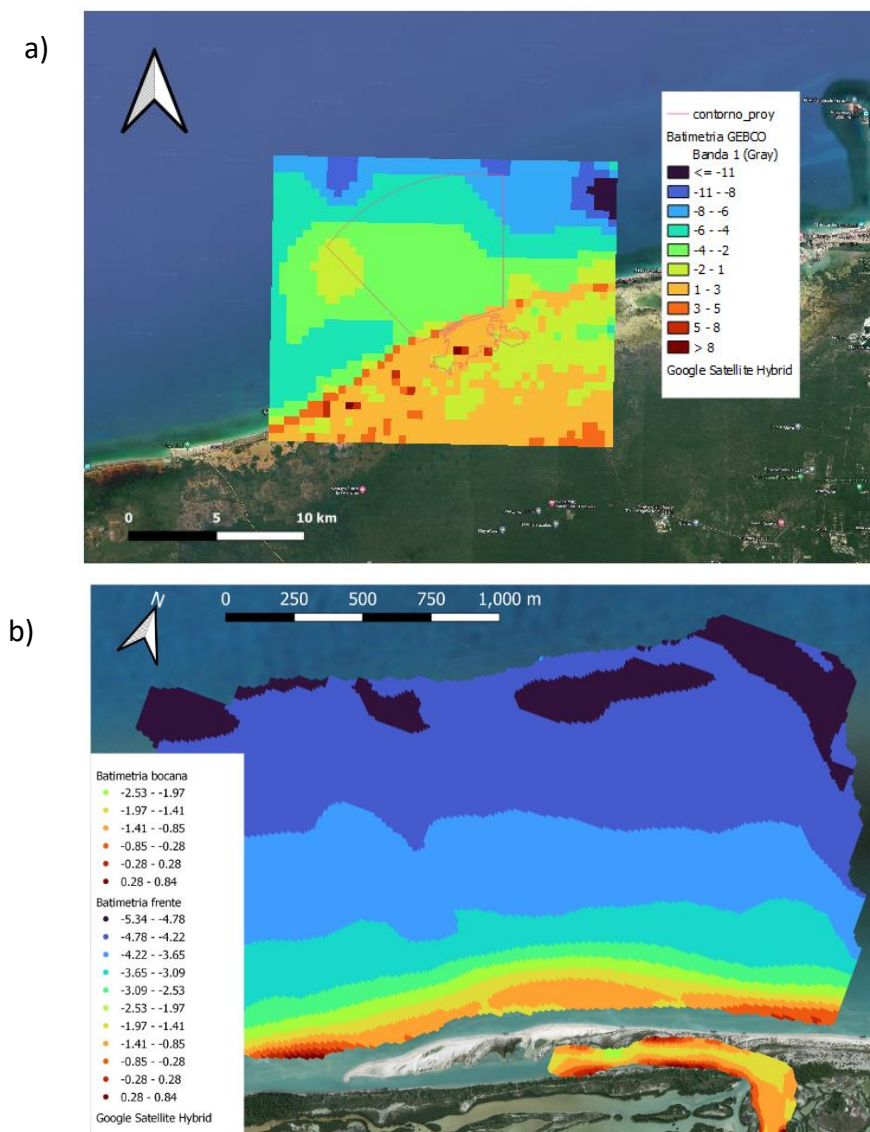 a)
contorno_proy
Batimetria GEBCO
Banda 1 (Gray)
<= -11
-11 - -8
-8 - -6
-6 - -4
-4 - -2
-2 - 1
1 - 3
3 - 5
5 - 8
> 8
Google Satellite Hybrid
0 5 10 km
b)
N
0 250 500 750 1,000 m
Batimetria bocana
-2.53 - -1.97
-1.97 - -1.41
-1.41 - -0.85
-0.85 - -0.28
-0.28 - 0.28
0.28 - 0.84
Batimetria frente
-5.34 - -4.78
-4.78 - -4.22
-4.22 - -3.65
-3.65 - -3.09
-3.09 - -2.53
-2.53 - -1.97
-1.97 - -1.41
-1.41 - -0.85
-0.85 - -0.28
-0.28 - 0.28
0.28 - 0.84
Google Satellite Hybrid